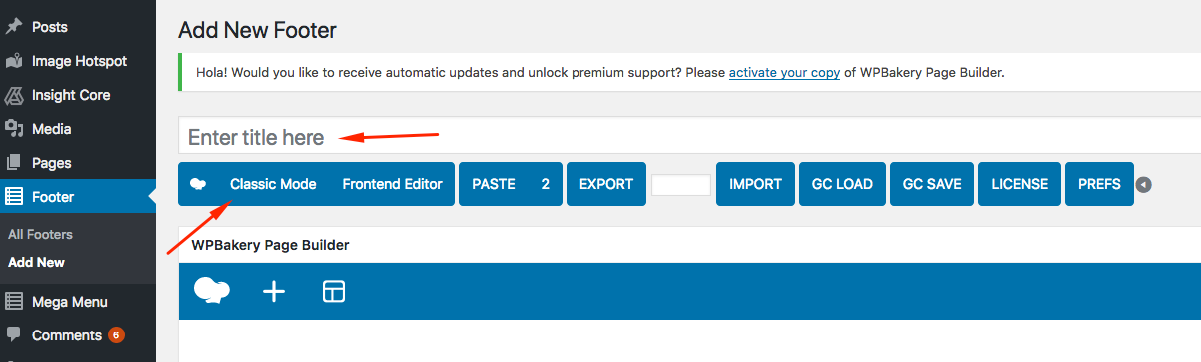 Posts
Image Hotspot
Insight Core
Media
Pages
Footer
All Footers
Add New
Mega Menu
Comments 6
Add New Footer
Hola! Would you like to receive automatic updates and unlock premium support? Please activate your copy of WPBakery Page Builder.
Enter title here
Classic Mode Frontend Editor PASTE 2 EXPORT IMPORT GC LOAD GC SAVE LICENSE PREFS
WPBakery Page Builder